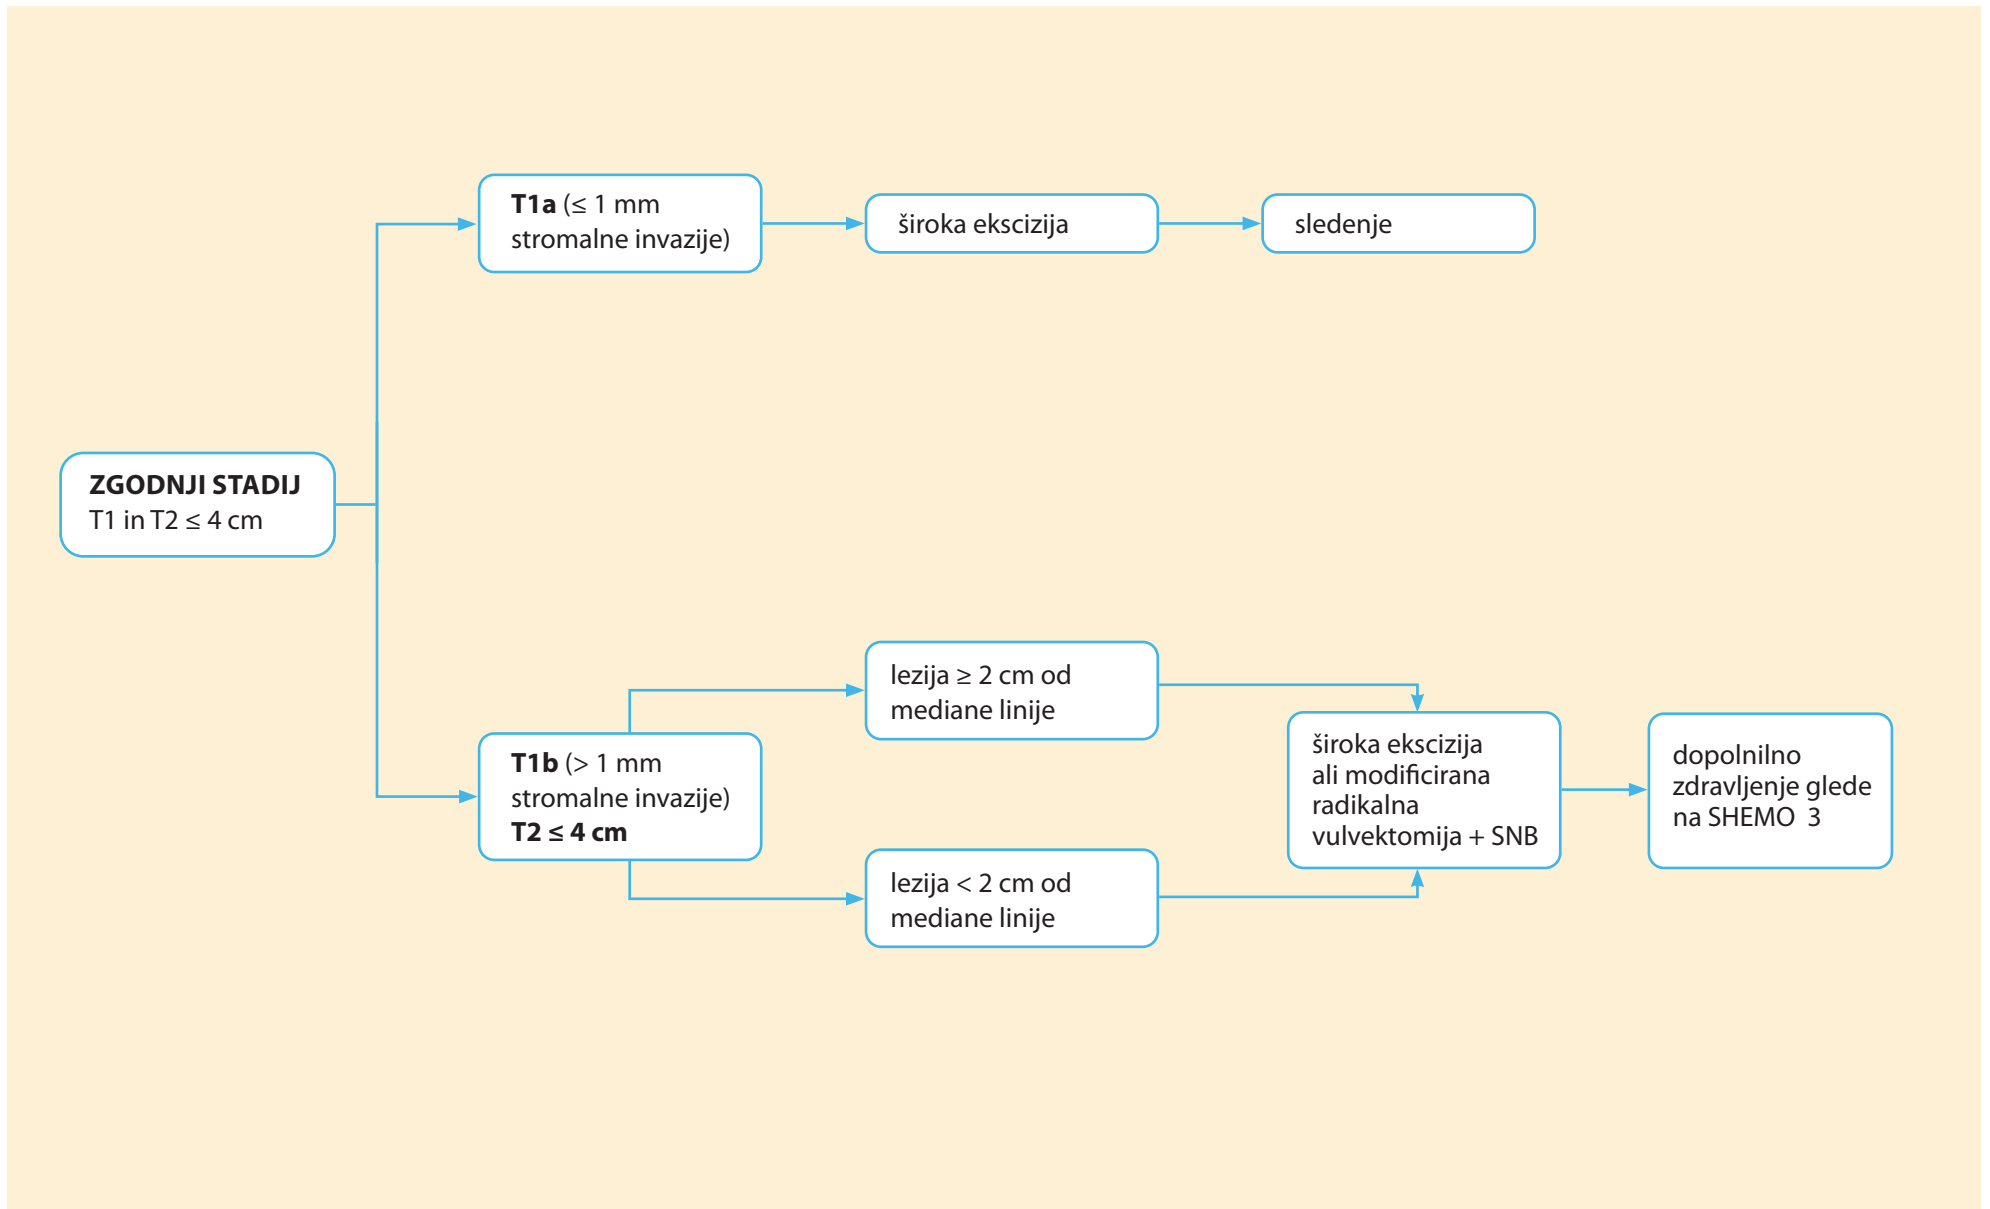 T1a (≤ 1 mm
stromalne invazije)
široka ekscizija
sledenje
ZGODNJI STADIJ
T1 in T2 ≤ 4 cm
T1b (> 1 mm
stromalne invazije)
T2 ≤ 4 cm
lezija ≥ 2 cm od
mediane linije
lezija < 2 cm od
mediane linije
široka ekscizija
ali modificirana
radikalna
vulvektomija + SNB
dopolnilno
zdravljenje glede
na SHEMO 3